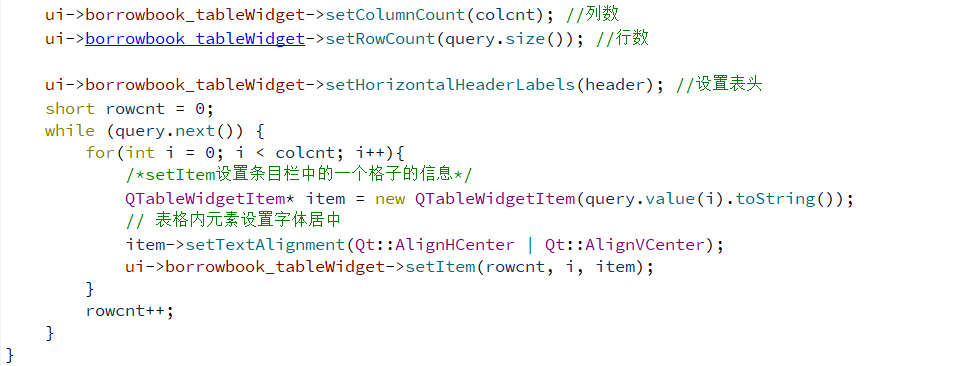 ui->borrowbook_tableWidget->setColumnCount(colcnt); //列数
ui->borrowbook_tableWidget->setRowCount(query.size()); //行数
ui->borrowbook_tableWidget->setHorizontalHeaderLabels(header); //设置表头
short rowcnt = 0;
while (query.next()) {
for(int i = 0; i < colcnt; i++){
/*setItem设置条目栏中的一个格子的信息*/
QTableWidgetItem* item = new QTableWidgetItem(query.value(i).toString());
// 表格内元素设置字体居中
item->setTextAlignment(Qt::AlignHCenter | Qt::AlignVCenter);
ui->borrowbook_tableWidget->setItem(rowcnt, i, item);
}
rowcnt++;
}
}